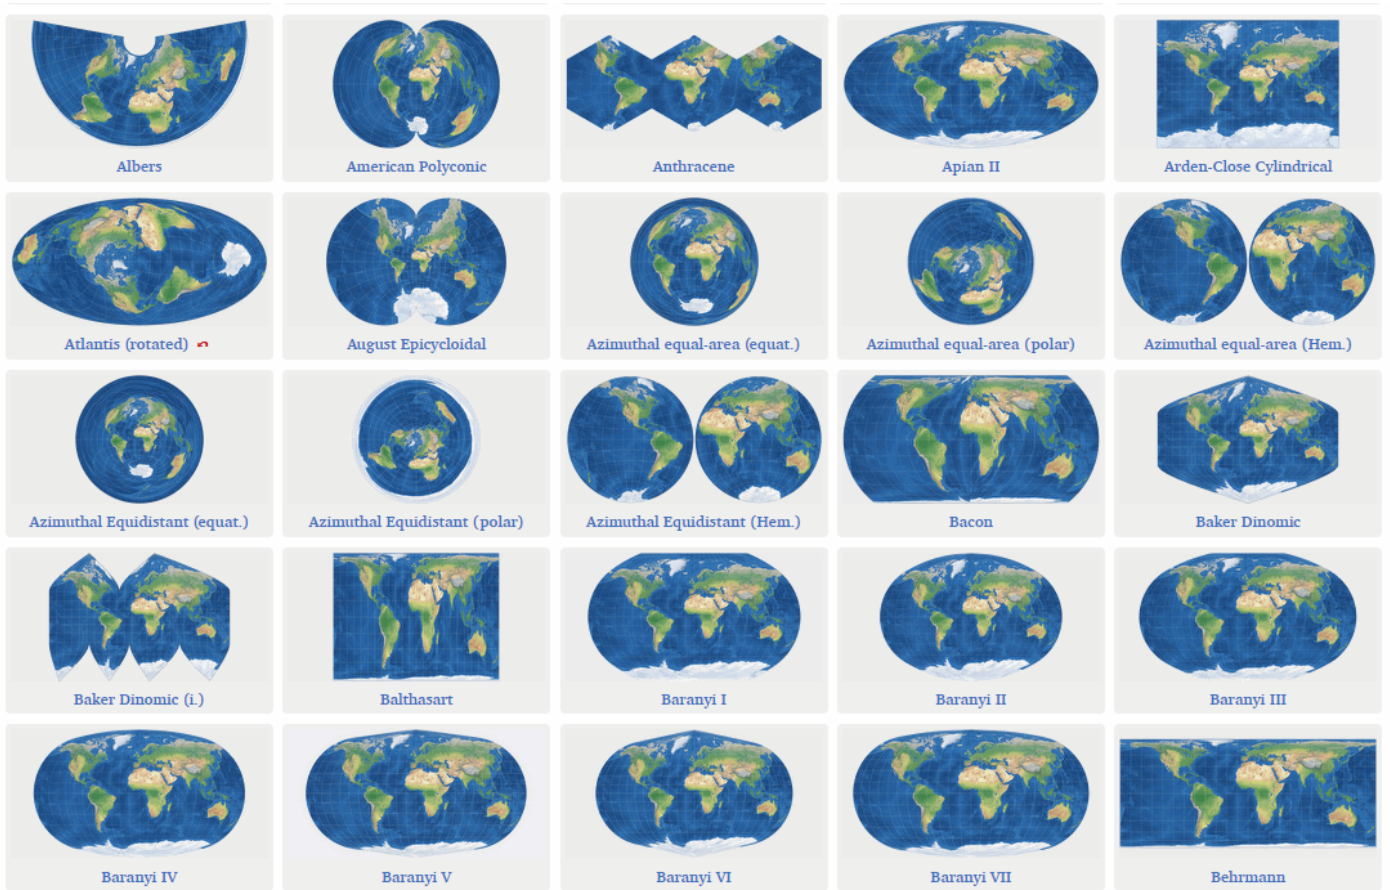 Albers
American Polyconic
Anthracene
Apian II
Arden-Close Cylindrical
Atlantis (rotated)
August Epicycloidal
Azimuthal equal-area (equat.)
Azimuthal equal-area (polar)
Azimuthal equal-area (Hem.)
Azimuthal Equidistant (equat.)
Azimuthal Equidistant (polar)
Azimuthal Equidistant (Hem.)
Bacon
Baker Dinomic
Baker Dinomic (i.)
Balthasart
Baranyi I
Baranyi II
Baranyi III
Baranyi IV
Baranyi V
Baranyi VI
Baranyi VII
Behrmann